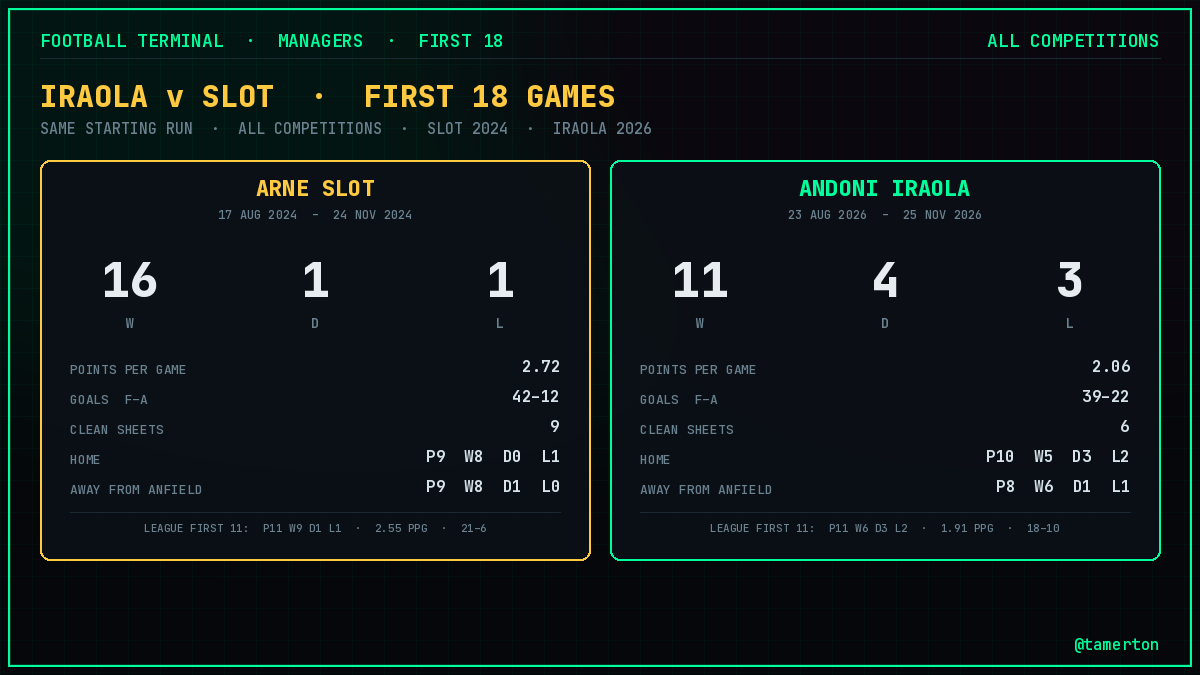 FOOTBALL TERMINAL · MANAGERS · FIRST 18
ALL COMPETITIONS
IRAOLA v SLOT · FIRST 18 GAMES
SAME STARTING RUN · ALL COMPETITIONS · SLOT 2024 · IRAOLA 2026
ARNE SLOT
17 AUG 2024 – 24 NOV 2024
16 1 1
W D L
POINTS PER GAME 2.72
GOALS F–A 42–12
CLEAN SHEETS 9
HOME P9 W8 D0 L1
AWAY FROM ANFIELD P9 W8 D1 L0
LEAGUE FIRST 11: P11 W9 D1 L1 · 2.55 PPG · 21–6
ANDONI IRAOLA
23 AUG 2026 – 25 NOV 2026
11 4 3
W D L
POINTS PER GAME 2.06
GOALS F–A 39–22
CLEAN SHEETS 6
HOME P10 W5 D3 L2
AWAY FROM ANFIELD P8 W6 D1 L1
LEAGUE FIRST 11: P11 W6 D3 L2 · 1.91 PPG · 18–10
@tamerton